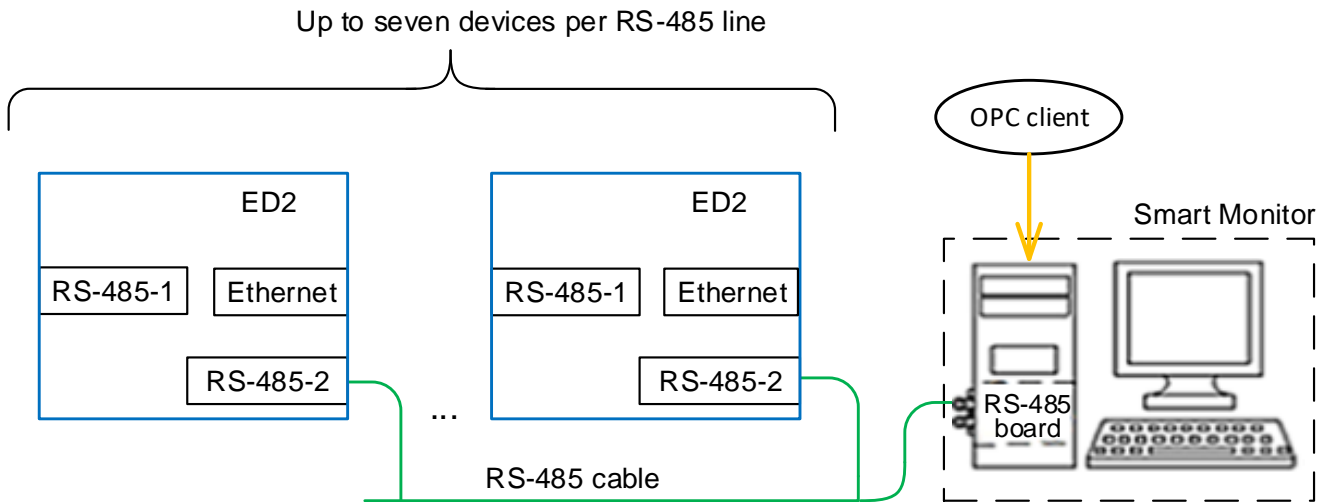 Up to seven devices per RS-485 line
OPC client
Smart Monitor
ED2
ED2
RS-485-1
Ethernet
RS-485-1
Ethernet
RS-485-2
RS-485-2
...
RS-485
board
RS-485 cable